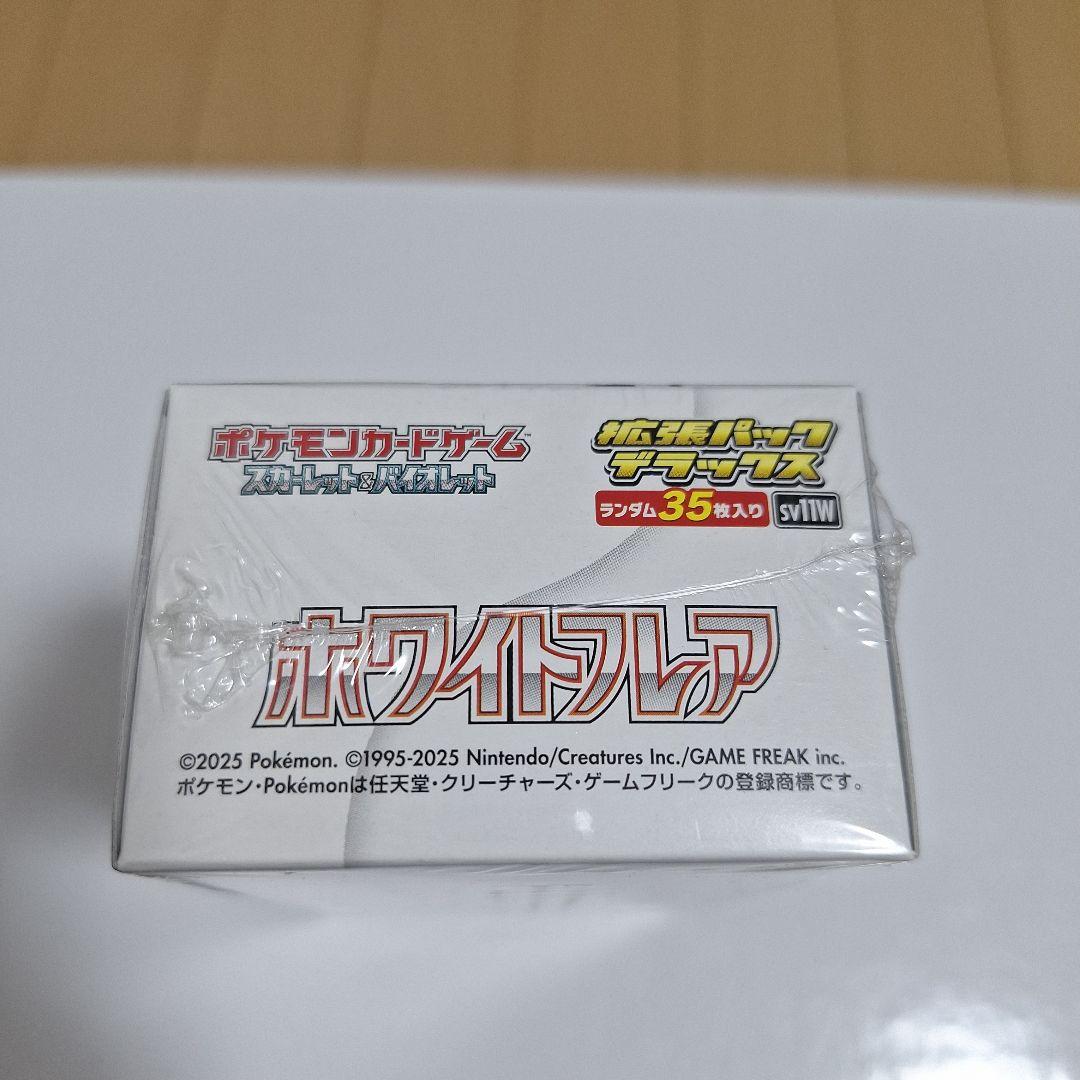 ポケモンカードゲーム™
スカーレット&バイオレット
拡張パック
デラックス
ランダム35枚入り
sv11W
ホワイトフレア
©2025 Pokémon. ©1995-2025 Nintendo/Creatures Inc./GAME FREAK inc.
ポケモン・Pokémonは任天堂・クリーチャーズ・ゲームフリークの登録商標です。